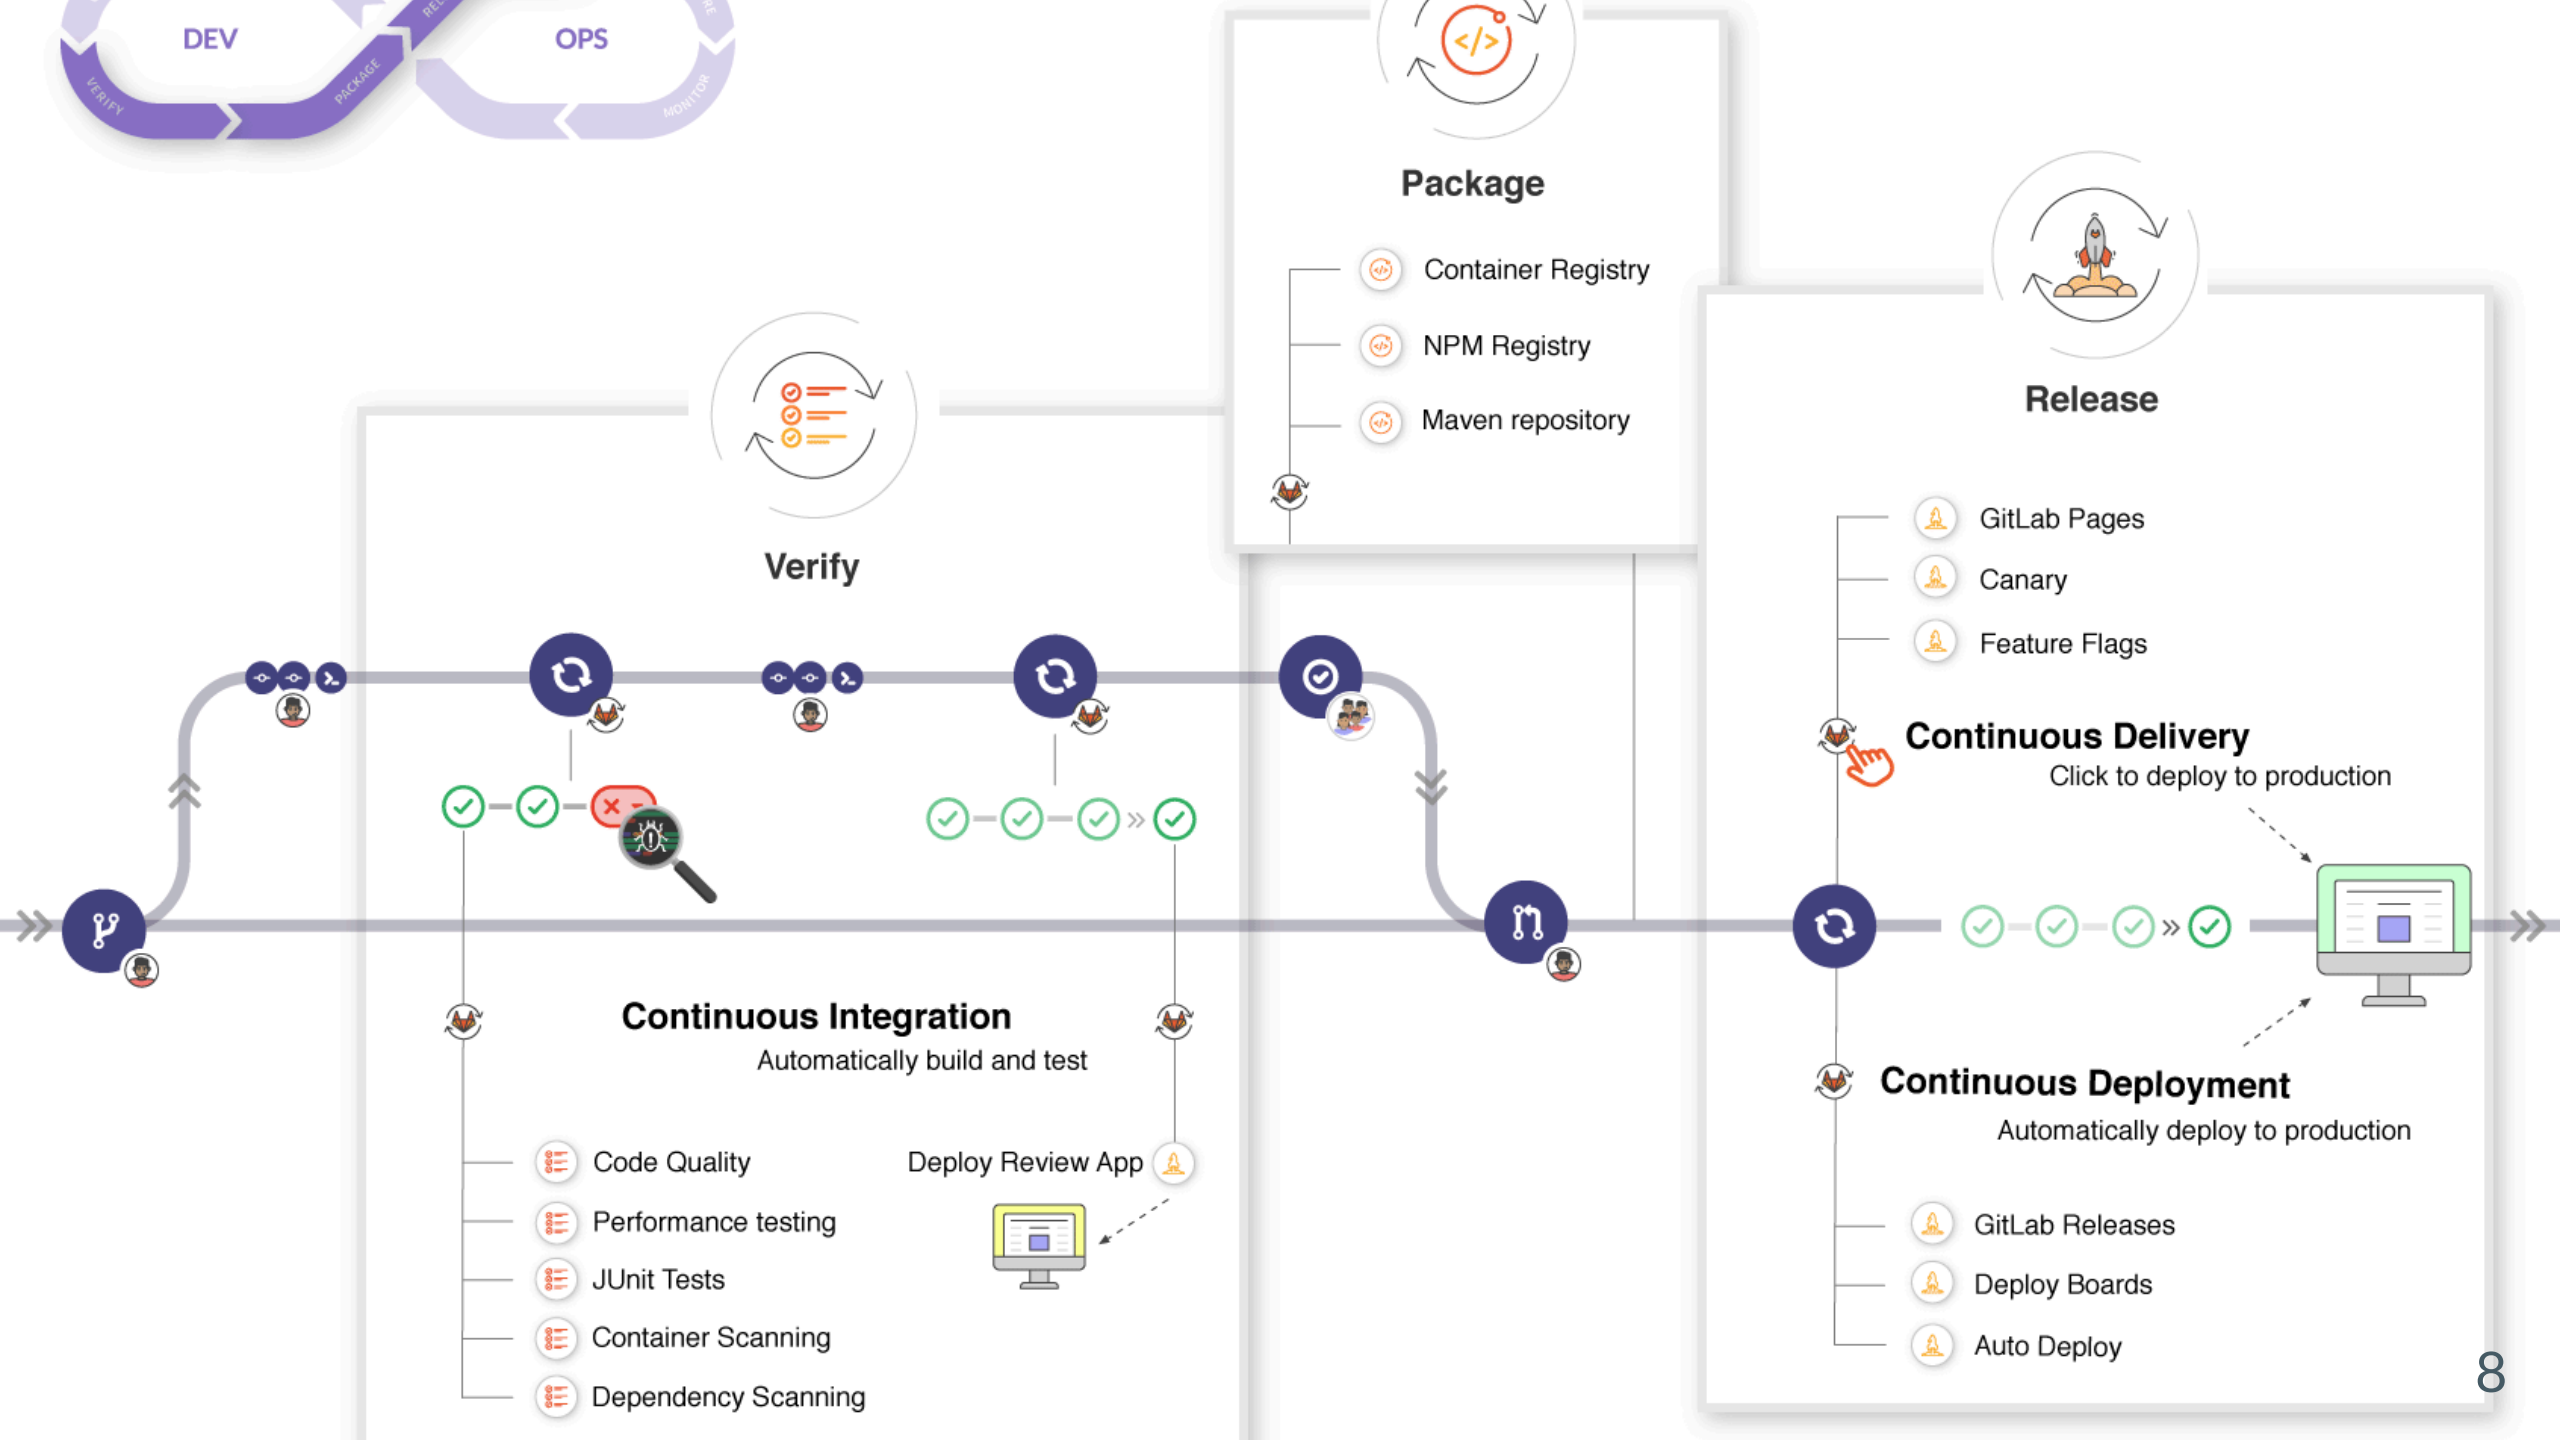 DEV
OPS
VERIFY
PACKAGE
MONITOR
Package
Container Registry
NPM Registry
Maven repository
Release
GitLab Pages
Canary
Feature Flags
Continuous Delivery
Click to deploy to production
Verify
Continuous Integration
Automatically build and test
Code Quality
Performance testing
JUnit Tests
Container Scanning
Dependency Scanning
Deploy Review App
Continuous Deployment
Automatically deploy to production
GitLab Releases
Deploy Boards
Auto Deploy
8